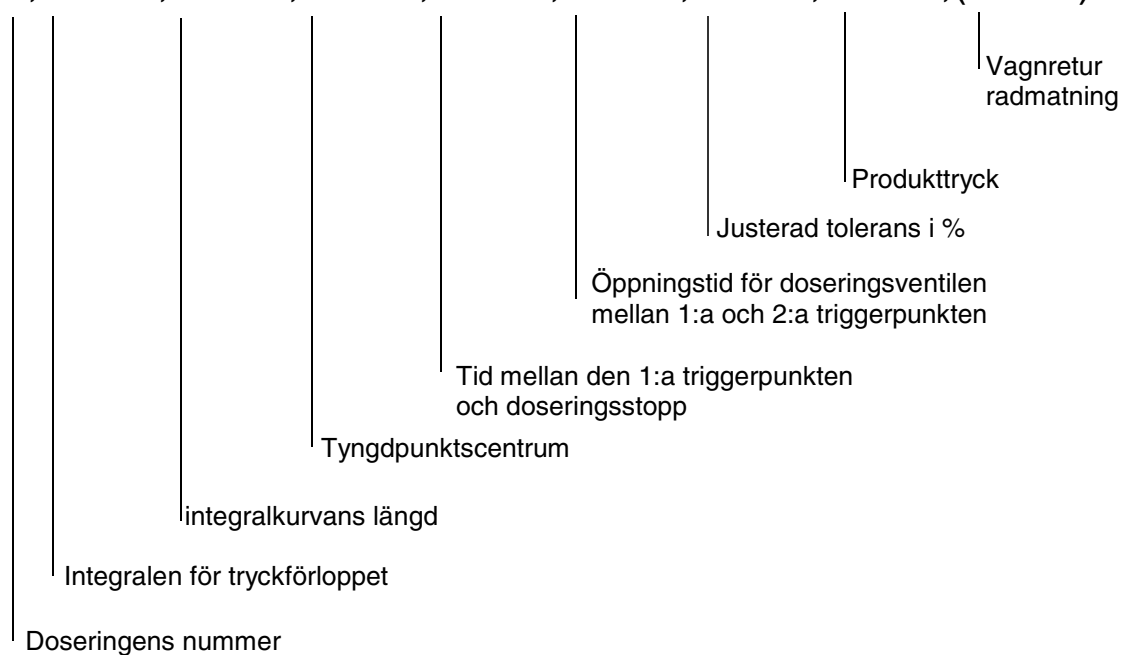 Vagnretur
radmatning
Produkttryck
Justerad tolerans i %
Öppningstid för doseringsventilen
mellan 1:a och 2:a triggerpunkten
Tid mellan den 1:a triggerpunkten
och doseringsstopp
Tyngdpunktscentrum
integralkurvans längd
Integralen för tryckförloppet
Doseringens nummer